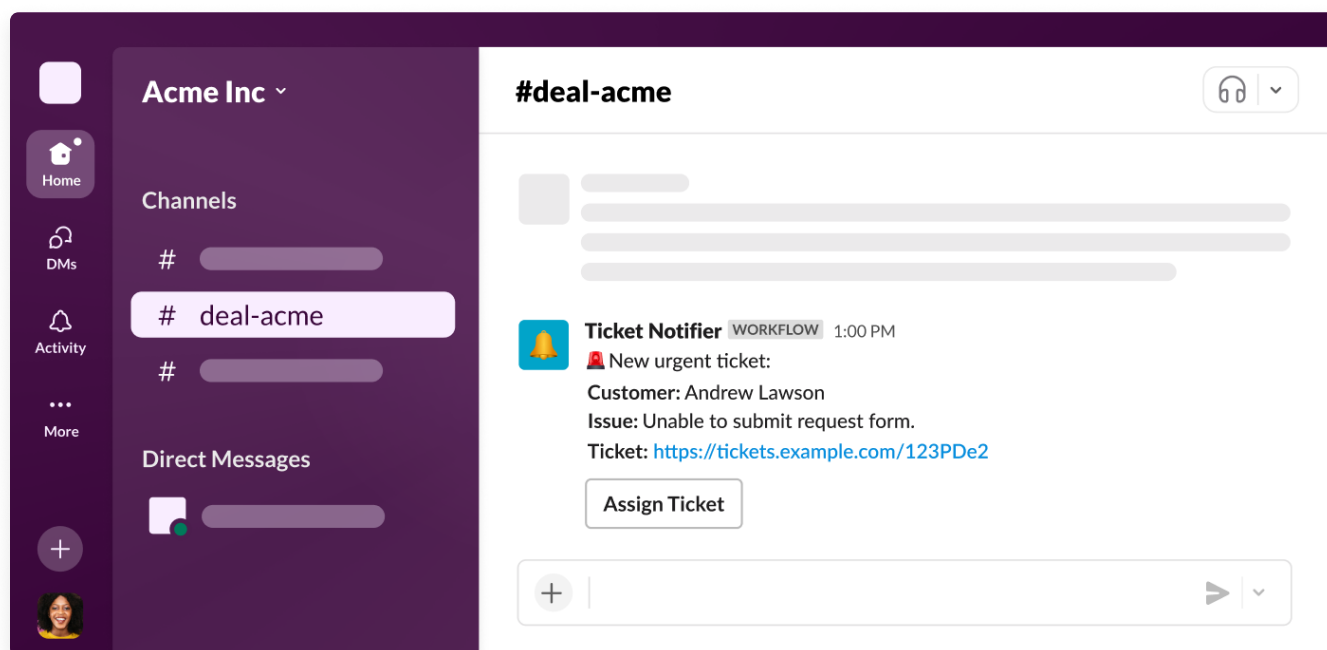 Acme Inc
Home
DMs
Activity
More
Channels
#
# deal-acme
#
Direct Messages
#deal-acme
Ticket Notifier WORKFLOW 1:00 PM
🚨 New urgent ticket:
Customer: Andrew Lawson
Issue: Unable to submit request form.
Ticket: https://tickets.example.com/123PDe2
Assign Ticket